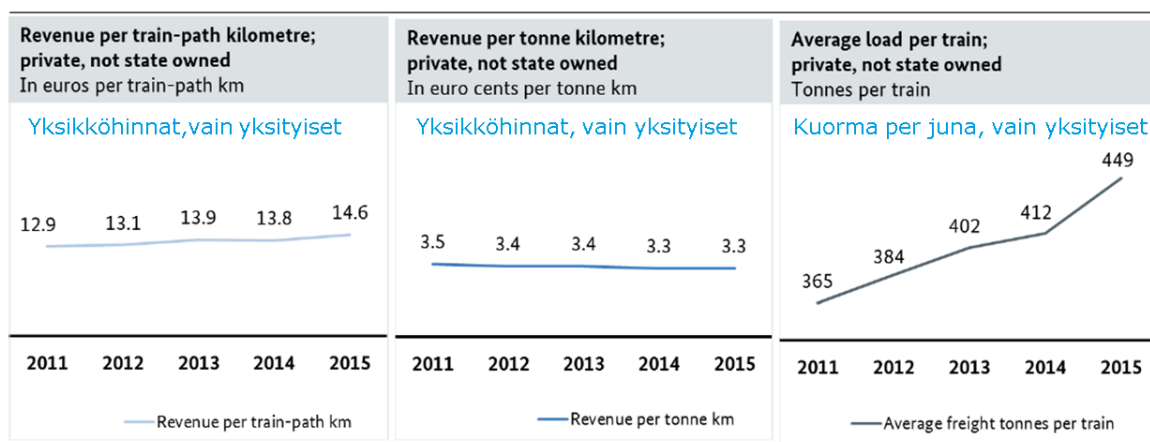 Revenue per train-path kilometre;
private, not state owned
In euros per train-path km
Yksikköhinnat,vain yksityiset
12.9
13.1
13.9
13.8
14.6
2011 2012 2013 2014 2015
Revenue per train-path km
Revenue per tonne kilometre;
private, not state owned
In euro cents per tonne km
Yksikköhinnat, vain yksityiset
3.5
3.4
3.4
3.3
3.3
2011 2012 2013 2014 2015
Revenue per tonne km
Average load per train;
private, not state owned
Tonnes per train
Kuorma per juna, vain yksityiset
365
384
402
412
449
2011 2012 2013 2014 2015
Average freight tonnes per train